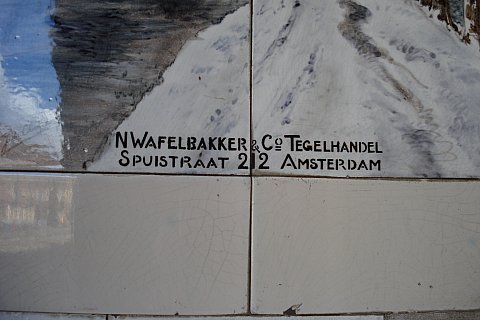 N WAFELBAKKER & Cº TEGELHANDEL
SPUISTRAAT 212 AMSTERDAM